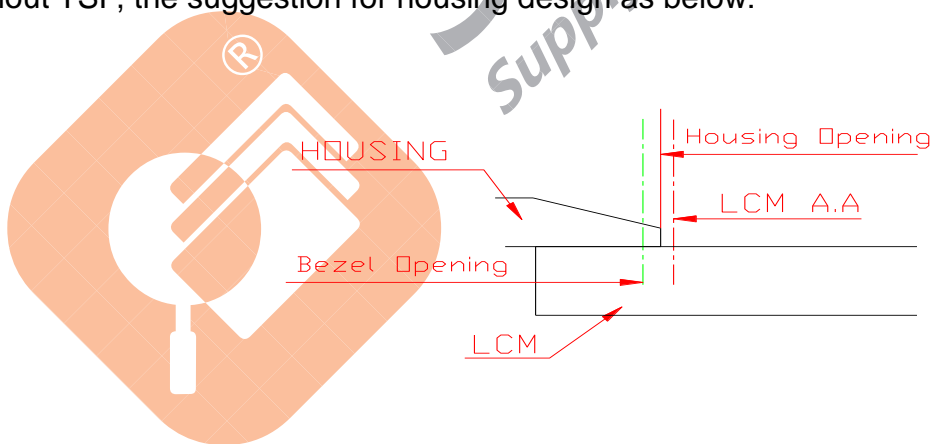 out TSP, the suggestion for housing design as below.
Supp
®
HOUSING
Housing Opening
LCM A.A
Bezel Opening
LCM